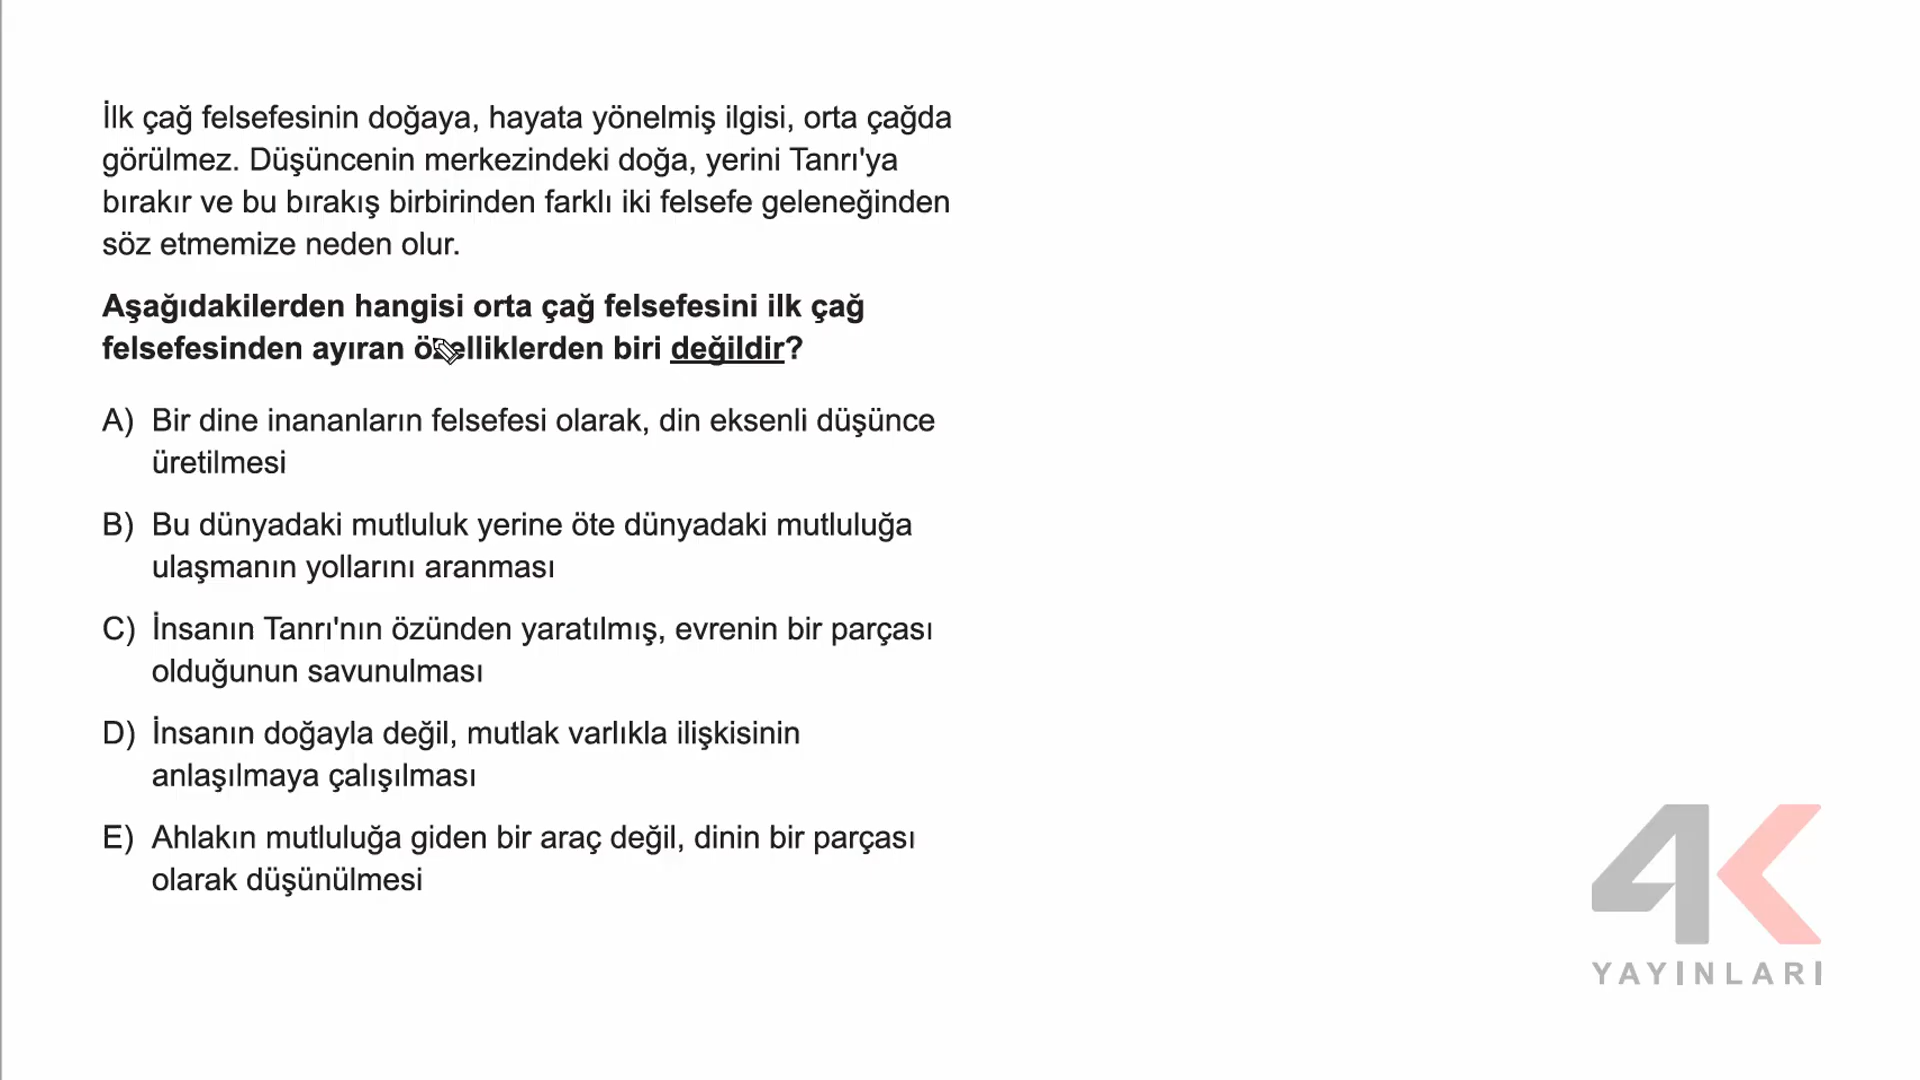 İlk çağ felsefesinin doğaya, hayata yönelmiş ilgisi, orta çağda
görülmez. Düşüncenin merkezindeki doğa, yerini Tanrı'ya
bırakır ve bu bırakış birbirinden farklı iki felsefe geleneğinden
söz etmemize neden olur.
Aşağıdakilerden hangisi orta çağ felsefesini ilk çağ
felsefesinden ayıran özelliklerden biri değildir?
A) Bir dine inananların felsefesi olarak, din eksenli düşünce
üretilmesi
B) Bu dünyadaki mutluluk yerine öte dünyadaki mutluluğa
ulaşmanın yollarını aranması
C) İnsanın Tanrı'nın özünden yaratılmış, evrenin bir parçası
olduğunun savunulması
D) İnsanın doğayla değil, mutlak varlıkla ilişkisinin
anlaşılmaya çalışılması
E) Ahlakın mutluluğa giden bir araç değil, dinin bir parçası
olarak düşünülmesi
4K
YAYINLARI